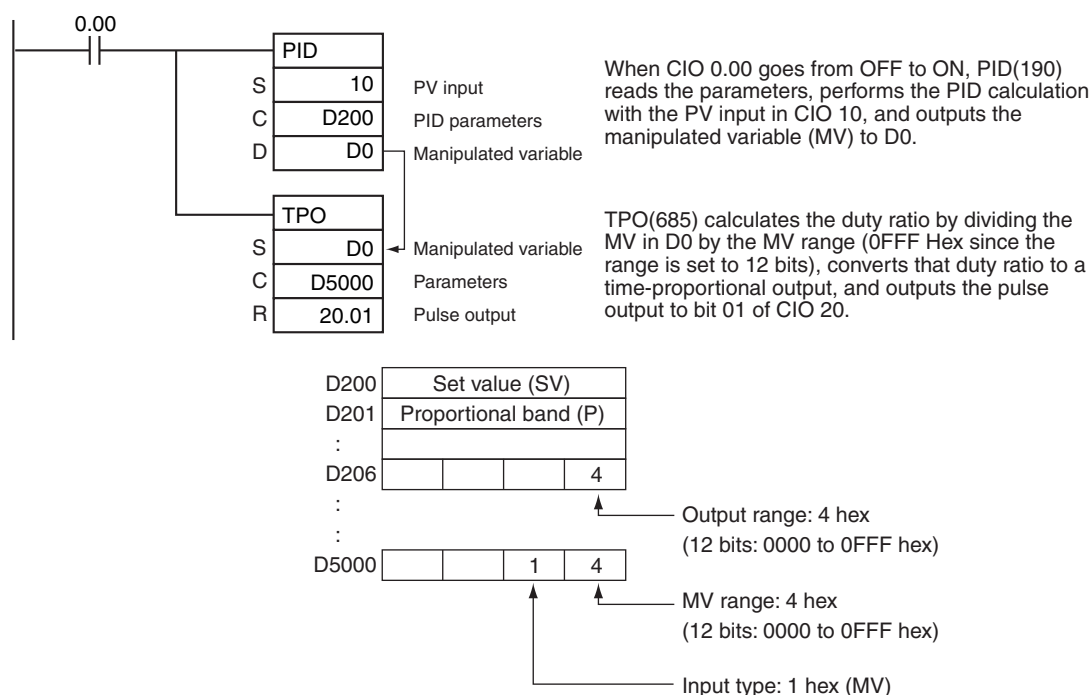 0.00
PID
S 10 PV input
C D200 PID parameters
D D0 Manipulated variable
When CIO 0.00 goes from OFF to ON, PID(190)
reads the parameters, performs the PID calculation
with the PV input in CIO 10, and outputs the
manipulated variable (MV) to D0.
TPO
S D0 Manipulated variable
C D5000 Parameters
R 20.01 Pulse output
TPO(685) calculates the duty ratio by dividing the
MV in D0 by the MV range (0FFF Hex since the
range is set to 12 bits), converts that duty ratio to a
time-proportional output, and outputs the pulse
output to bit 01 of CIO 20.
D200 Set value (SV)
D201 Proportional band (P)
:
D206 4
Output range: 4 hex
(12 bits: 0000 to 0FFF hex)
:
:
D5000 1 4
MV range: 4 hex
(12 bits: 0000 to 0FFF hex)
Input type: 1 hex (MV)